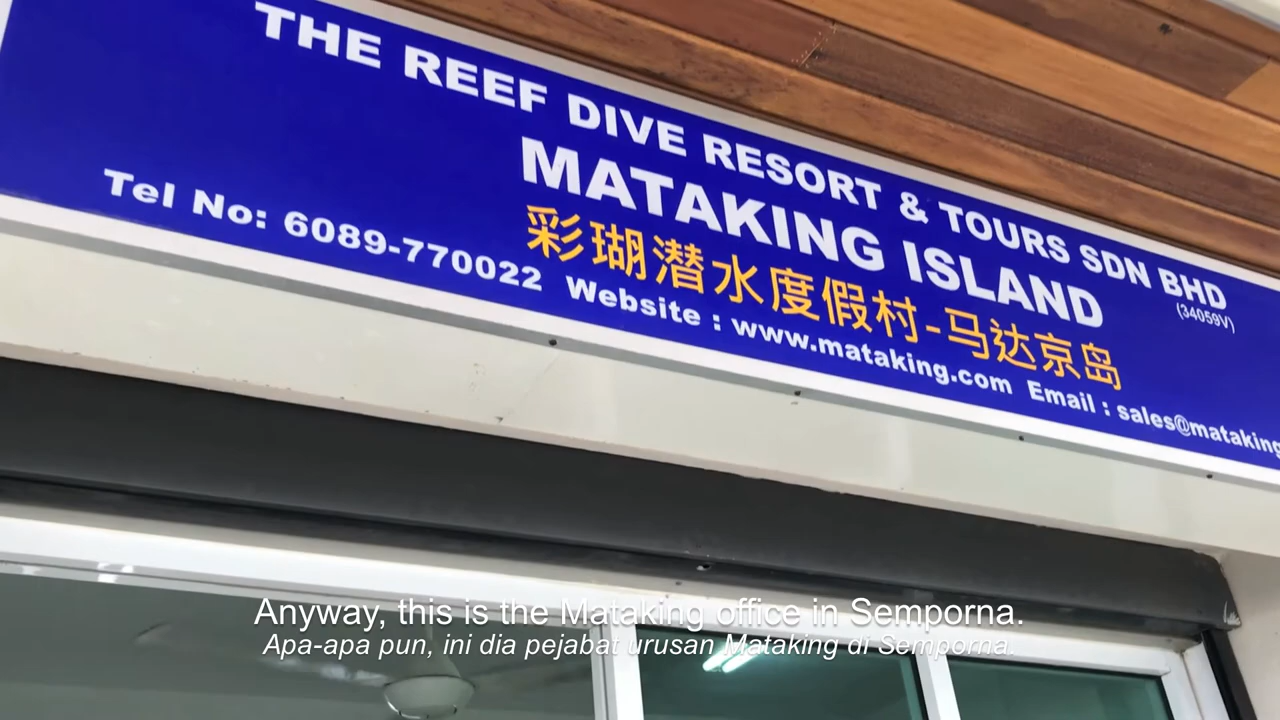 THE REEF DIVE RESORT & TOURS SDN BHD
(34059V)
MATAKING ISLAND
彩瑚潜水度假村-马达京岛
Tel No: 6089-770022 Website : www.mataking.com Email : sales@mataking
Anyway, this is the Mataking office in Semporna.
Apa-apa pun, ini dia pejabat urusan Mataking di Semporna.